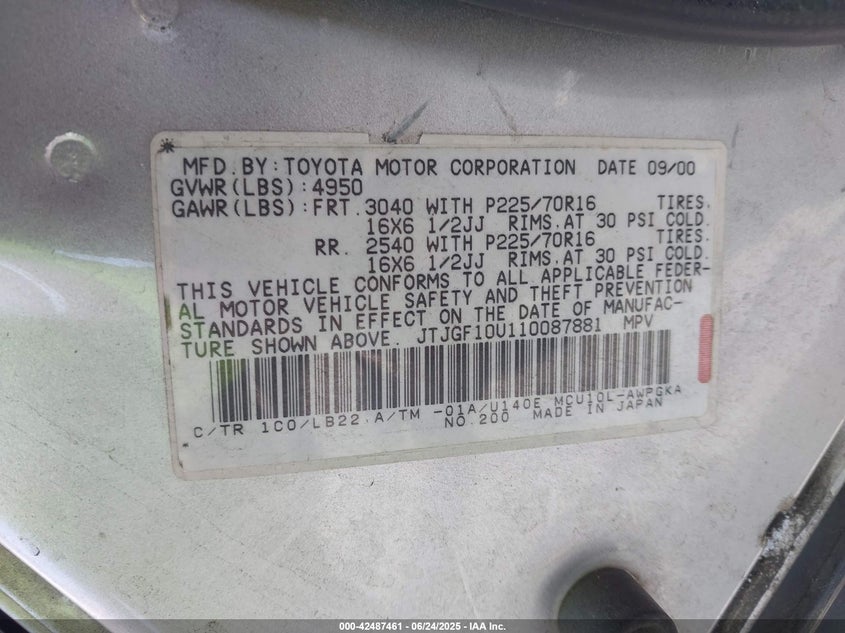 MFD.BY:TOYOTA MOTOR CORPORATION DATE 09/00
GVWR(LBS):4950
GAWR(LBS):FRT.3040 WITH P225/70R16 TIRES.
16X6 1/2JJ RIMS.AT 30 PSI COLD.
RR. 2540 WITH P225/70R16 TIRES.
16X6 1/2JJ RIMS.AT 30 PSI COLD.
THIS VEHICLE CONFORMS TO ALL APPLICABLE FEDER-
AL MOTOR VEHICLE SAFETY AND THEFT PREVENTION
STANDARDS IN EFFECT ON THE DATE OF MANUFAC-
TURE SHOWN ABOVE. JTJGF10U110087881 MPV
C/TR 1C0/LB22 A/TM -01A/U140E MCU10L-AWPGKA
NO.200 MADE IN JAPAN
000-42487461 - 06/24/2025 - IAA Inc.